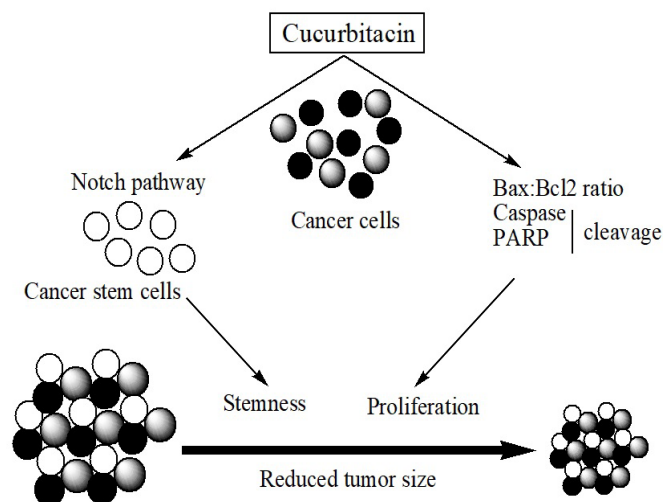 Cucurbitacin
Notch pathway
Cancer cells
Bax:Bcl2 ratio
Caspase
PARP
cleavage
Cancer stem cells
Stemness
Proliferation
Reduced tumor size